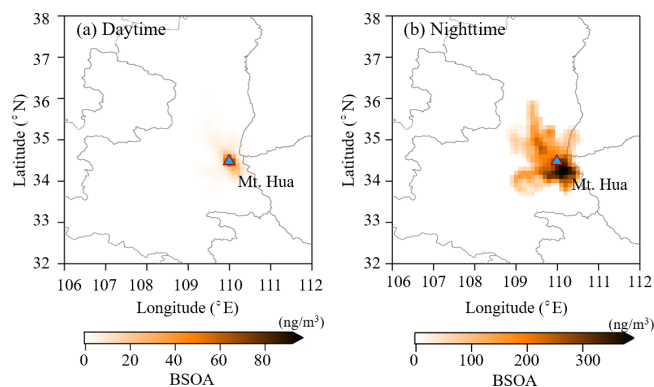 (a) Daytime
38
37
36
35
34
33
32
Latitude (°N)
Mt. Hua
106 107 108 109 110 111 112
Longitude (°E)
(ng/m³)
0 20 40 60 80
BSOA
(b) Nighttime
38
37
36
35
34
33
32
Latitude (°N)
Mt. Hua
106 107 108 109 110 111 112
Longitude (°E)
(ng/m³)
0 100 200 300
BSOA